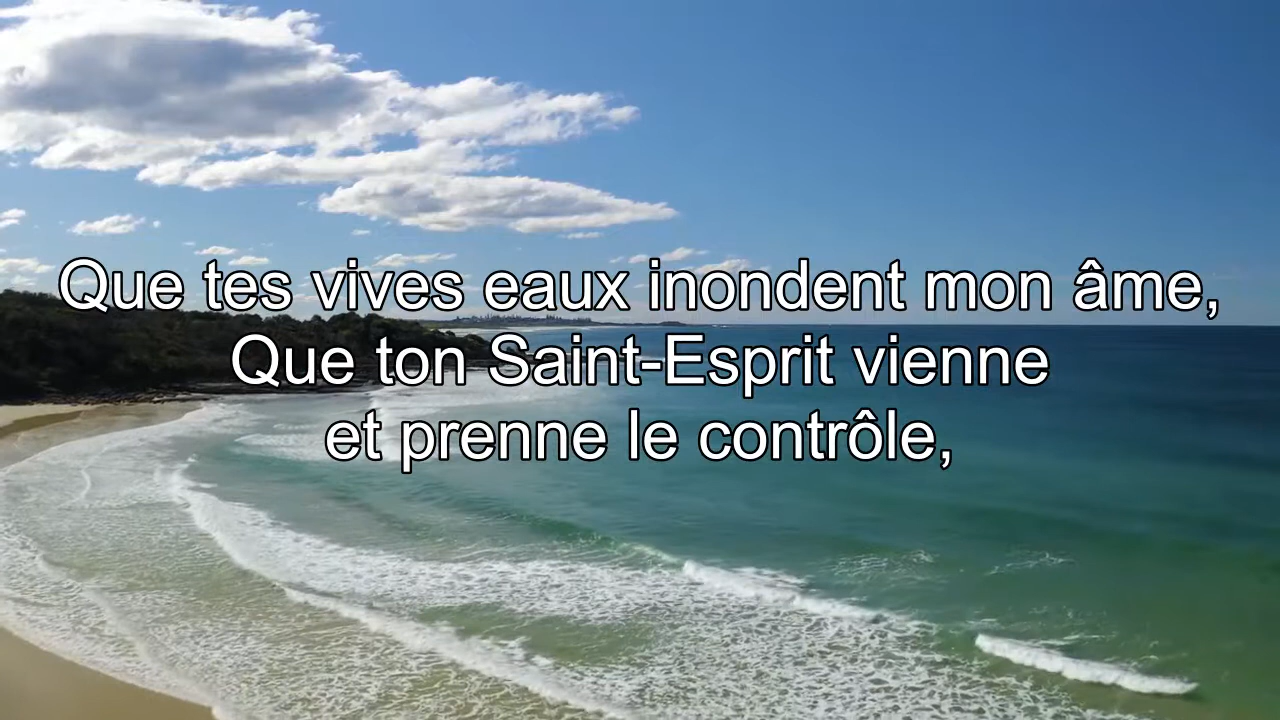 Que tes vives eaux inondent mon âme,
Que ton Saint-Esprit vienne
et prenne le contrôle,